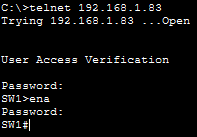 C:\>telnet 192.168.1.83
Trying 192.168.1.83 ...Open
User Access Verification
Password:
SW1>ena
Password:
SW1#